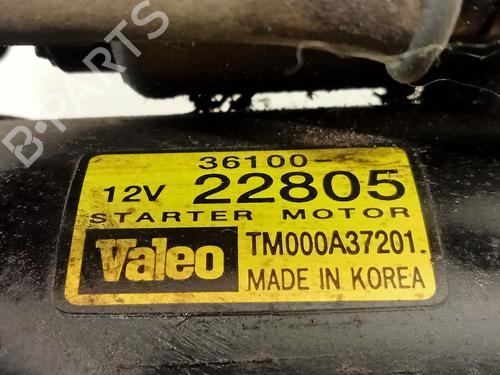 B-PARTS
36100-
12V 22805
STARTER MOTOR
Valeo TM000A37201.
MADE IN KOREA